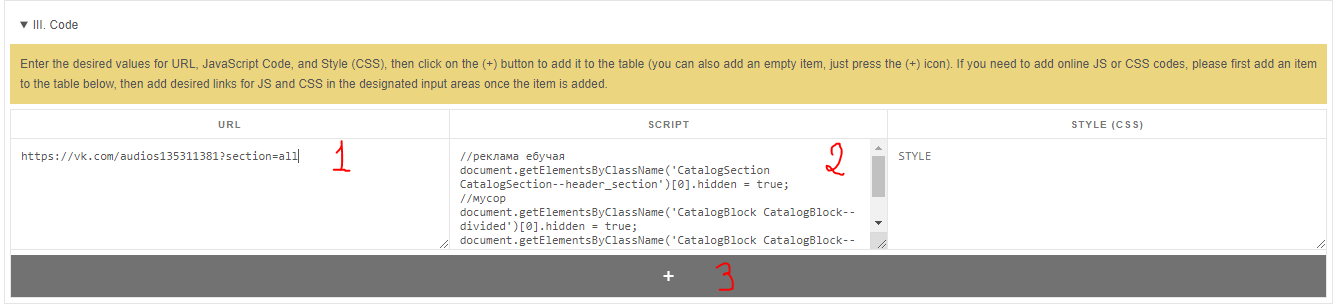 ▼ III. Code
Enter the desired values for URL, JavaScript Code, and Style (CSS), then click on the (+) button to add it to the table (you can also add an empty item, just press the (+) icon). If you need to add online JS or CSS codes, please first add an item
to the table below, then add desired links for JS and CSS in the designated input areas once the item is added.
URL SCRIPT STYLE (CSS)
https://vk.com/audios135311381?section=all
1
//реклама ебучая
document.getElementsByClassName('CatalogSection
CatalogSection--header_section')[0].hidden = true;
//мусор
document.getElementsByClassName('CatalogBlock CatalogBlock--
divided')[0].hidden = true;
document.getElementsByClassName('CatalogBlock CatalogBlock--
2
STYLE
+ 3